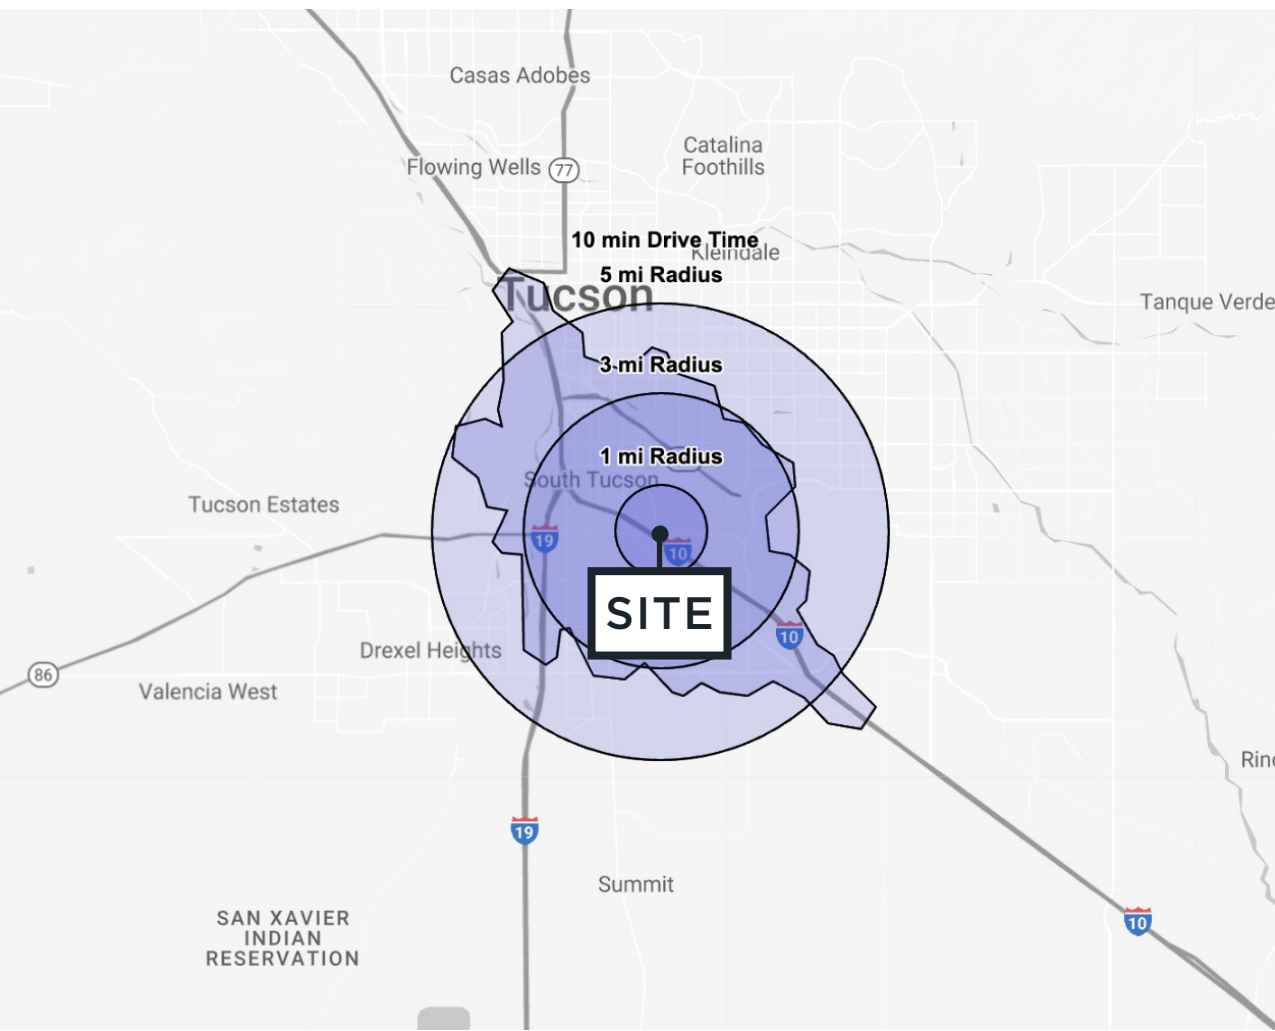 Casas Adobes
Catalina
Foothills
Flowing Wells
77
10 min Drive Time
Kleindale
5 mi Radius
Tucson
Tanque Verde
3 mi Radius
1 mi Radius
South Tucson
Tucson Estates
19
10
SITE
10
Drexel Heights
86
Valencia West
19
Summit
10
SAN XAVIER
INDIAN
RESERVATION